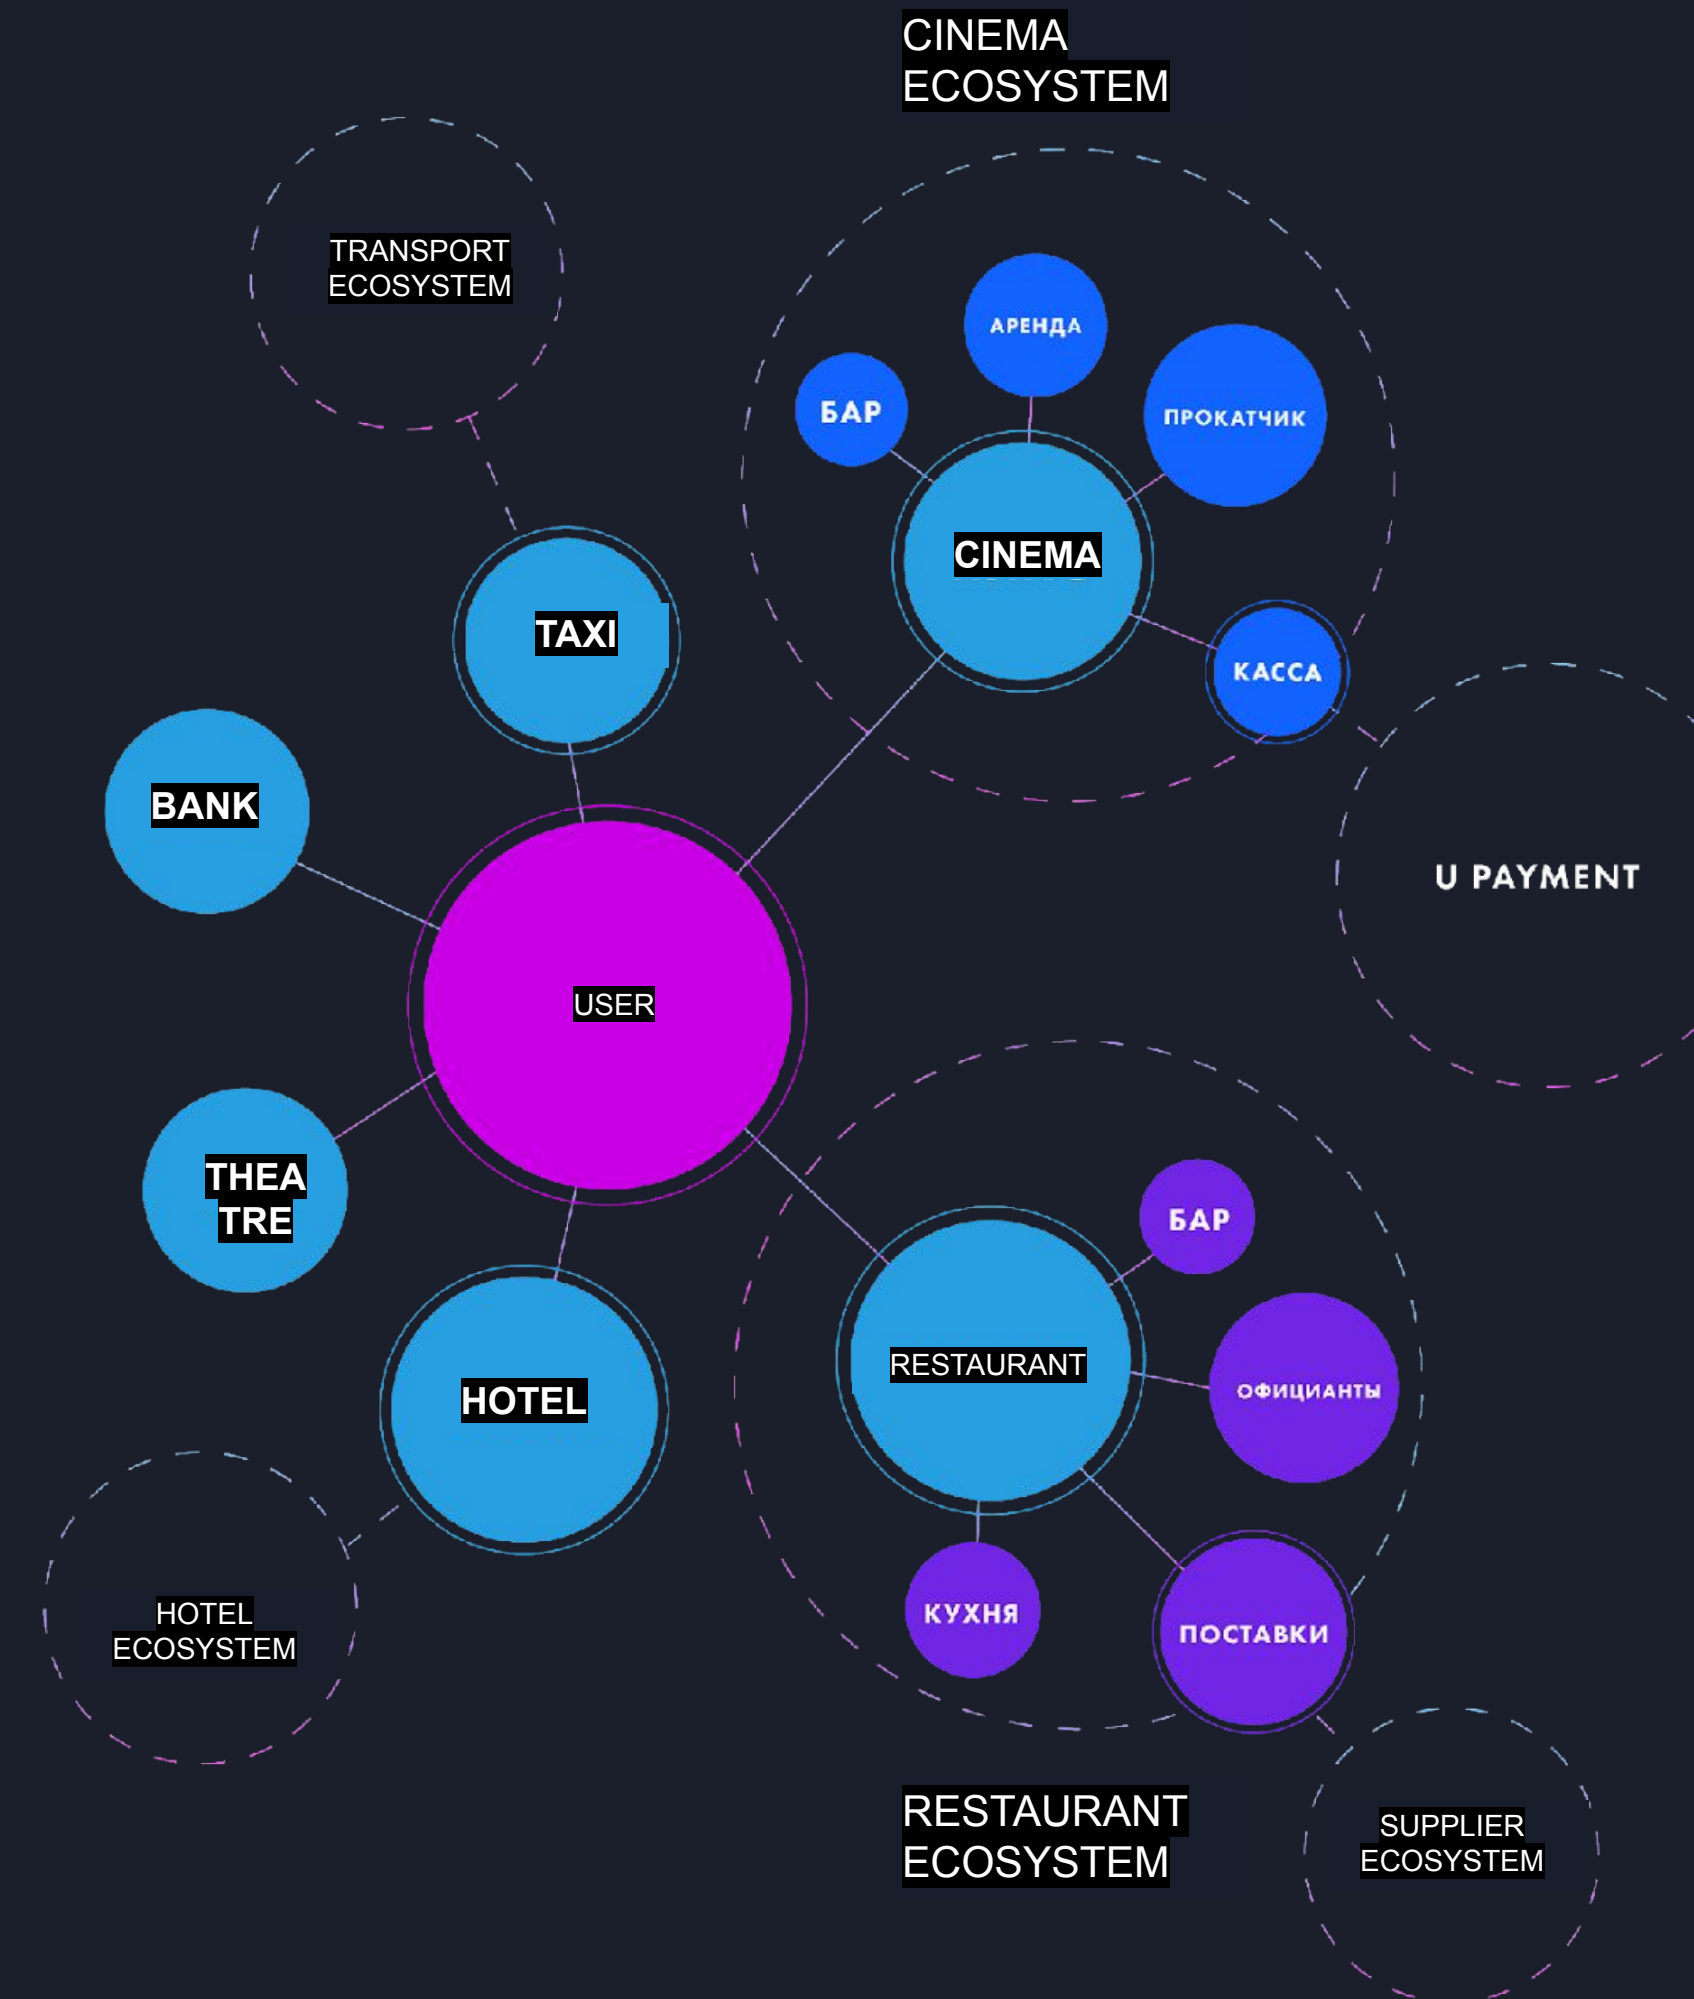 CINEMA
ECOSYSTEM
TRANSPORT
ECOSYSTEM
АРЕНДА
БАР
ПРОКАТЧИК
CINEMA
TAXI
КАССА
BANK
U PAYMENT
USER
THEA
TRE
БАР
RESTAURANT
ОФИЦИАНТЫ
HOTEL
КУХНЯ
ПОСТАВКИ
HOTEL
ECOSYSTEM
RESTAURANT
ECOSYSTEM
SUPPLIER
ECOSYSTEM